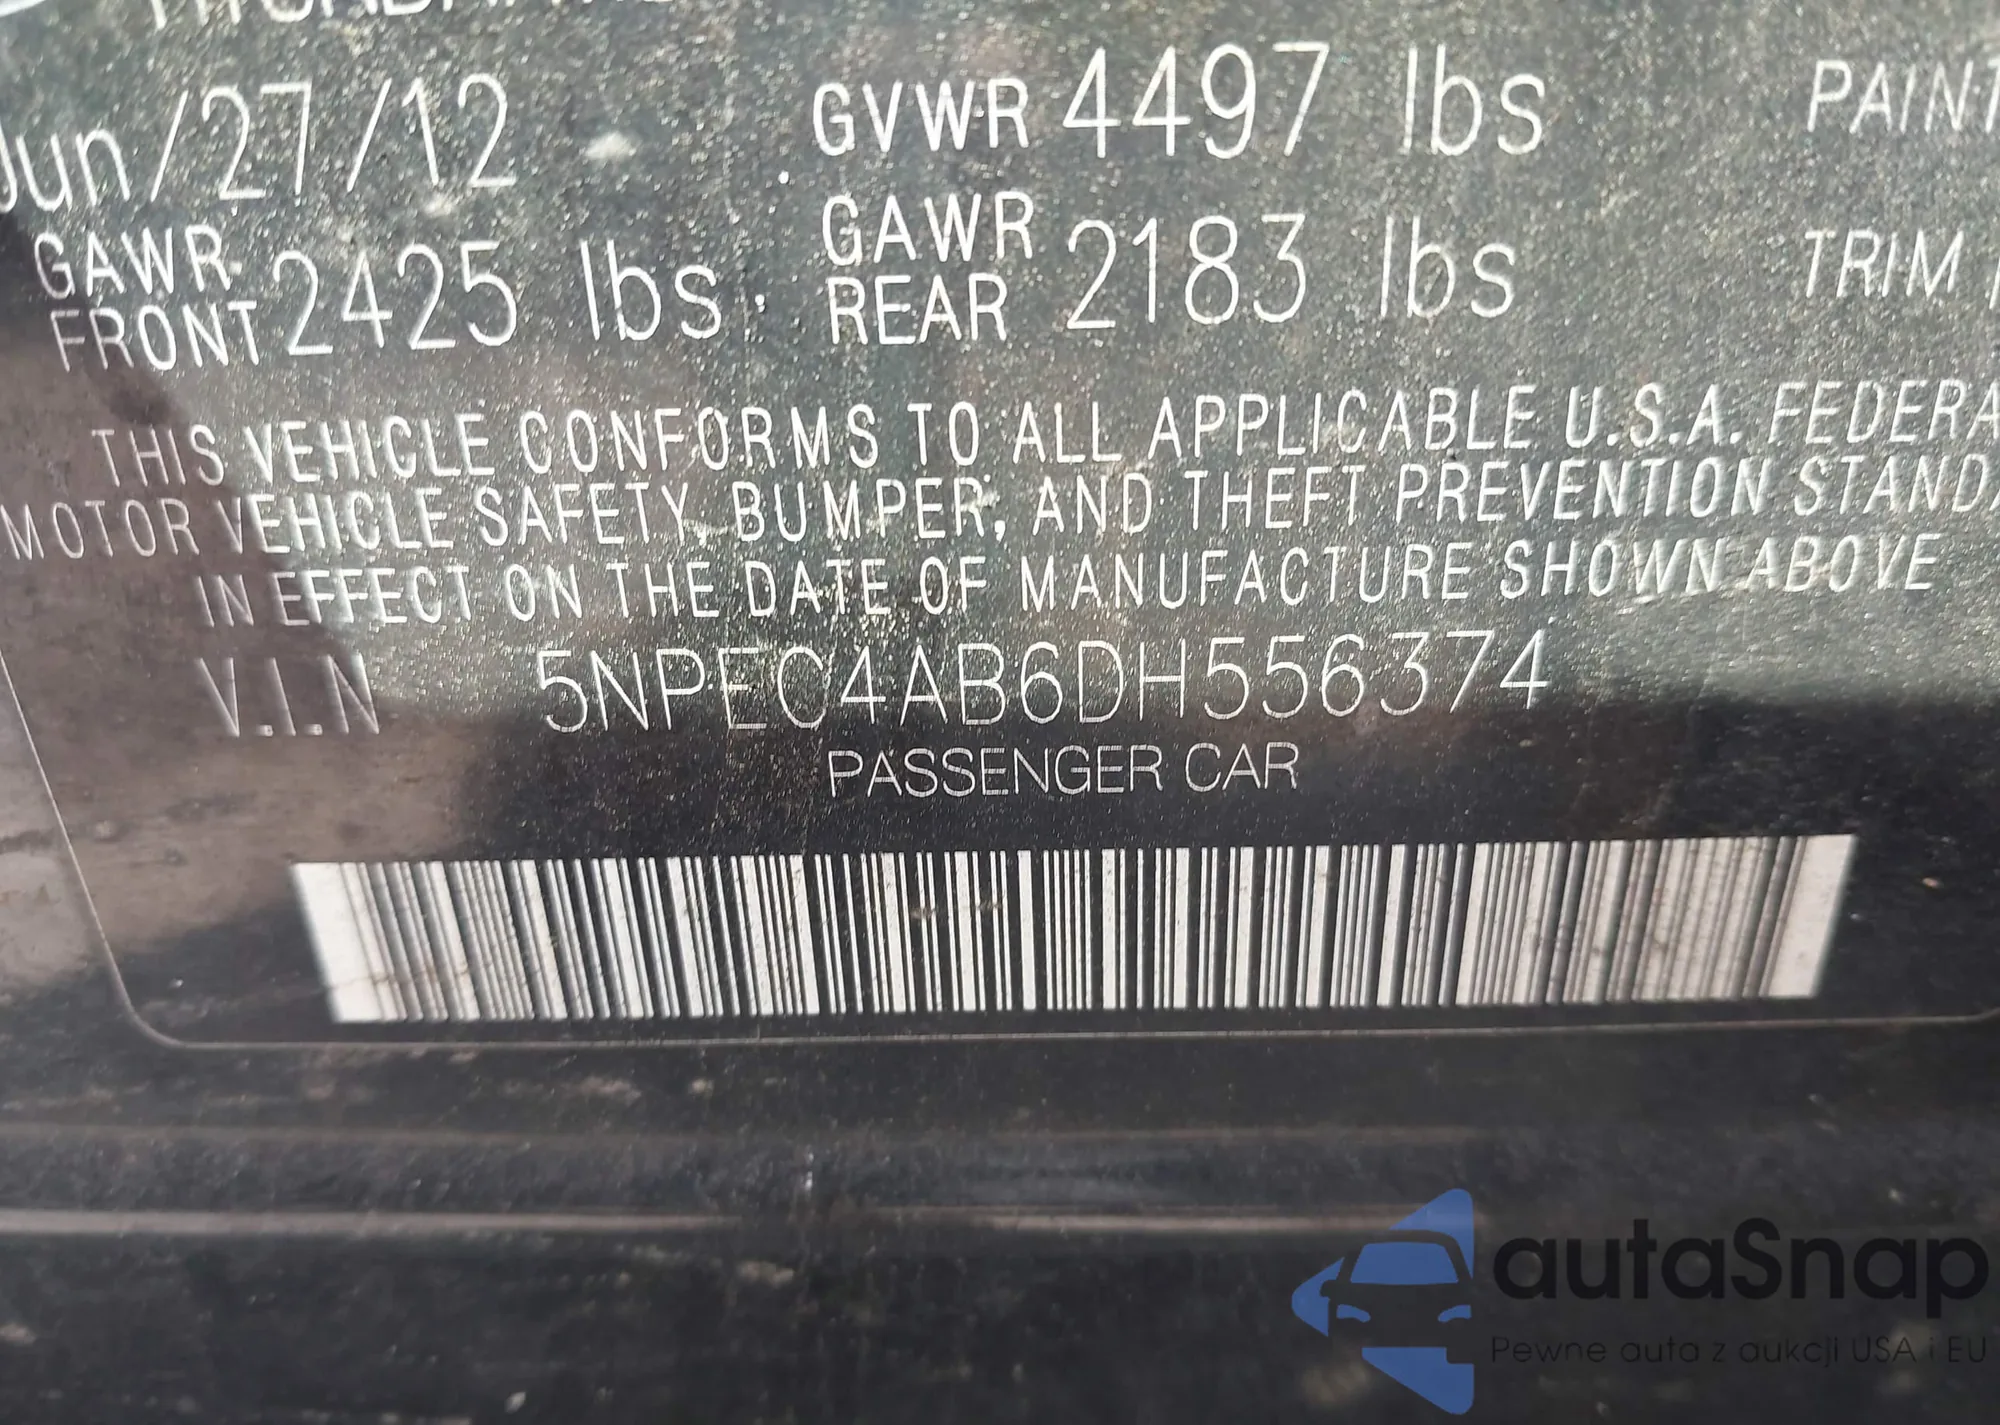 Jun/27/12 GVWR 4497 lbs PAINT
GAWR FRONT 2425 lbs GAWR REAR 2183 lbs TRIM
THIS VEHICLE CONFORMS TO ALL APPLICABLE U.S.A. FEDERA
MOTOR VEHICLE SAFETY, BUMPER, AND THEFT PREVENTION STAND
IN EFFECT ON THE DATE OF MANUFACTURE SHOWN ABOVE
V.I.N 5NPEC4AB6DH556374
PASSENGER CAR
autaSnap
Pewne auta z aukcji USA i EU